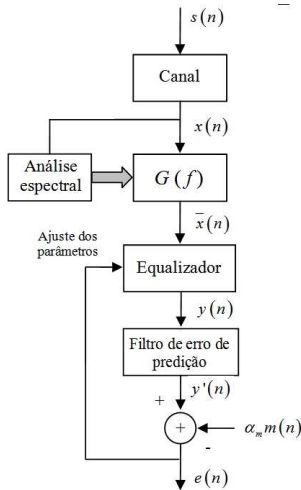 s(n)
Canal
x(n)
Análise
espectral
G(f)
x̄(n)
Ajuste dos
parâmetros
Equalizador
y(n)
Filtro de erro de
predição
y'(n)
+
+
α_m m(n)
-
e(n)